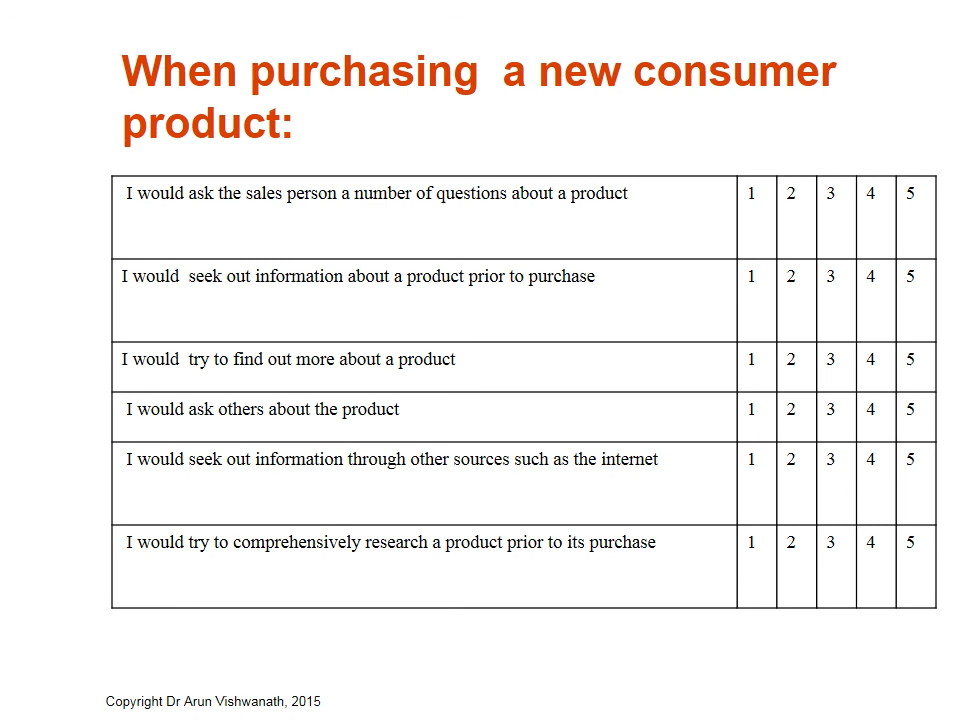 When purchasing  a new consumer
product:
I would ask the sales person a number of questions about a product 1 2 3 4 5
I would  seek out information about a product prior to purchase 1 2 3 4 5
I would  try to find out more about a product 1 2 3 4 5
I would ask others about the product 1 2 3 4 5
I would seek out information through other sources such as the internet 1 2 3 4 5
I would try to comprehensively research a product prior to its purchase 1 2 3 4 5
Copyright Dr Arun Vishwanath, 2015